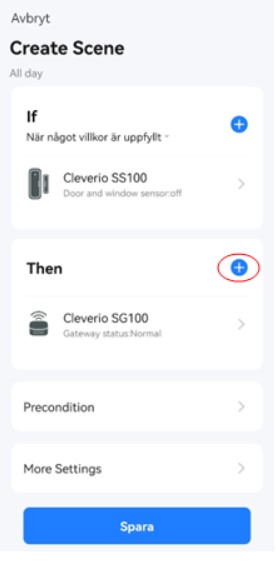 Avbryt
Create Scene
All day
If
När något villkor är uppfyllt
Cleverio SS100
Door and window sensor:off
Then
Cleverio SG100
Gateway status:Normal
Precondition
More Settings
Spara